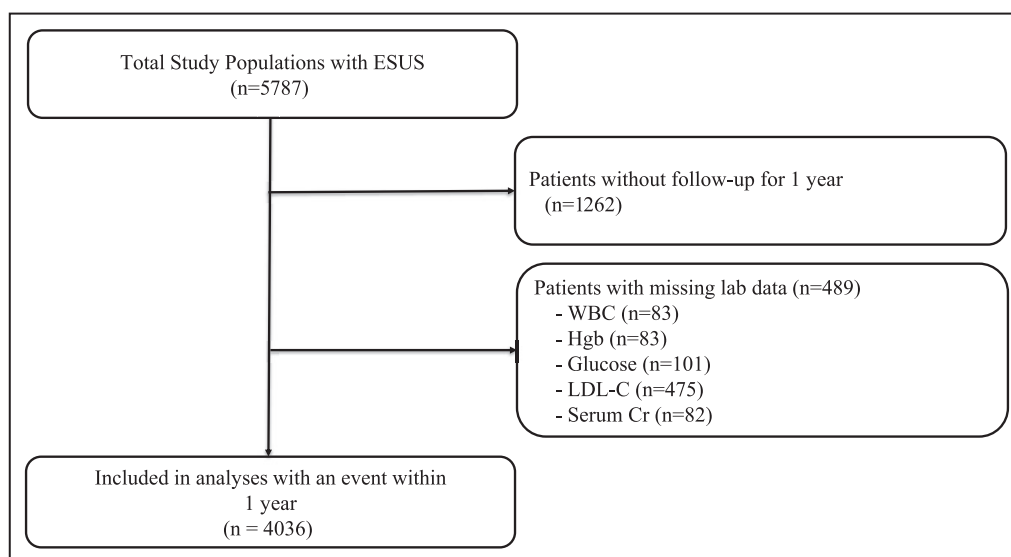 Total Study Populations with ESUS
(n=5787)
Patients without follow-up for 1 year
(n=1262)
Patients with missing lab data (n=489)
- WBC (n=83)
- Hgb (n=83)
- Glucose (n=101)
- LDL-C (n=475)
- Serum Cr (n=82)
Included in analyses with an event within
1 year
(n = 4036)